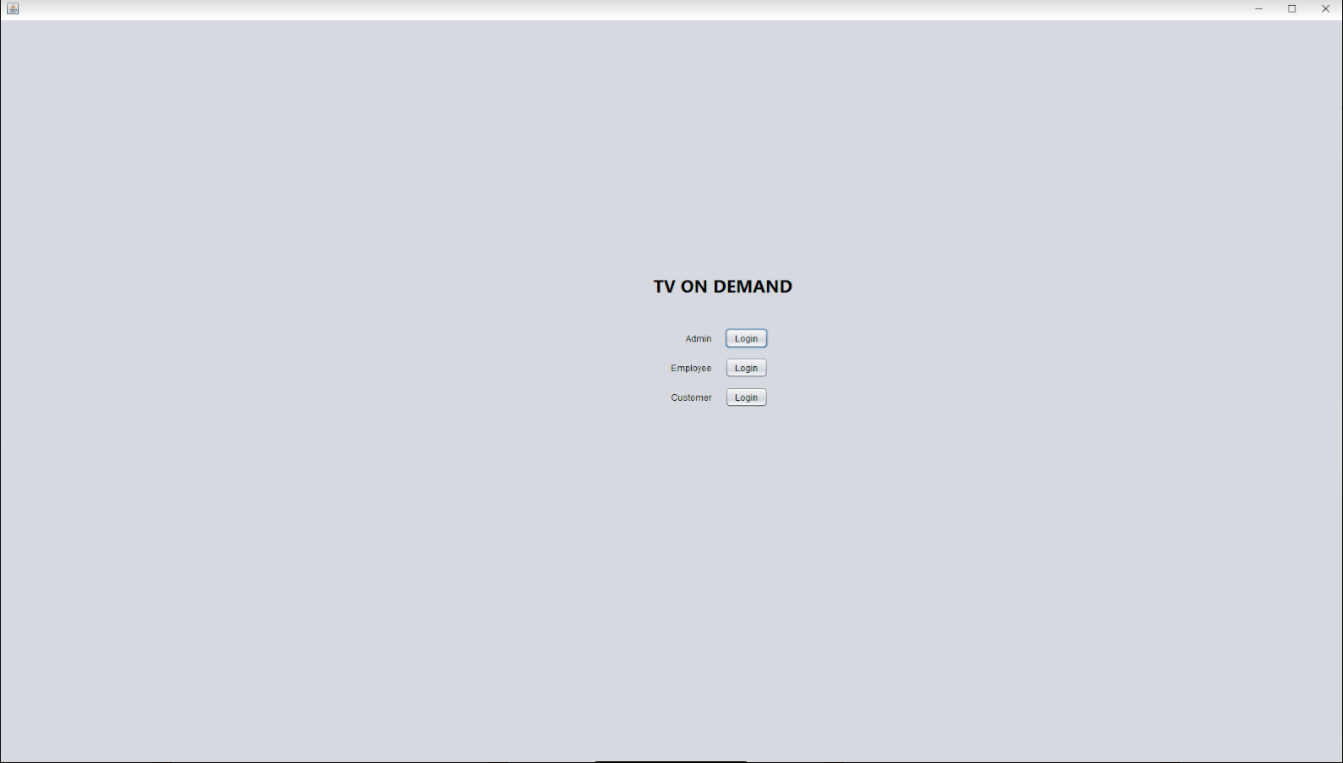 TV ON DEMAND
Admin Login
Employee Login
Customer Login